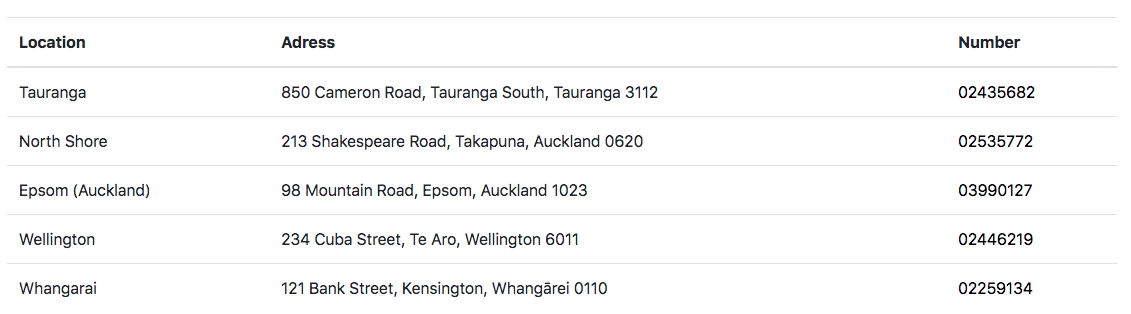 Location Adress Number
Tauranga 850 Cameron Road, Tauranga South, Tauranga 3112 02435682
North Shore 213 Shakespeare Road, Takapuna, Auckland 0620 02535772
Epsom (Auckland) 98 Mountain Road, Epsom, Auckland 1023 03990127
Wellington 234 Cuba Street, Te Aro, Wellington 6011 02446219
Whangarai 121 Bank Street, Kensington, Whangārei 0110 02259134